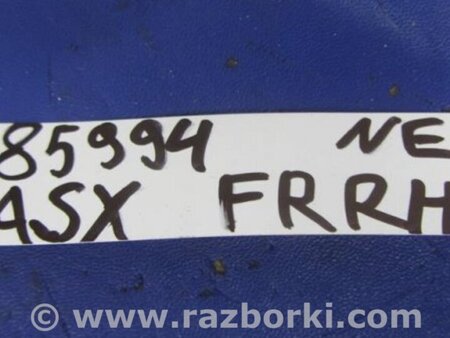 85994 NE
ASX FRRH
© www.razborki.com